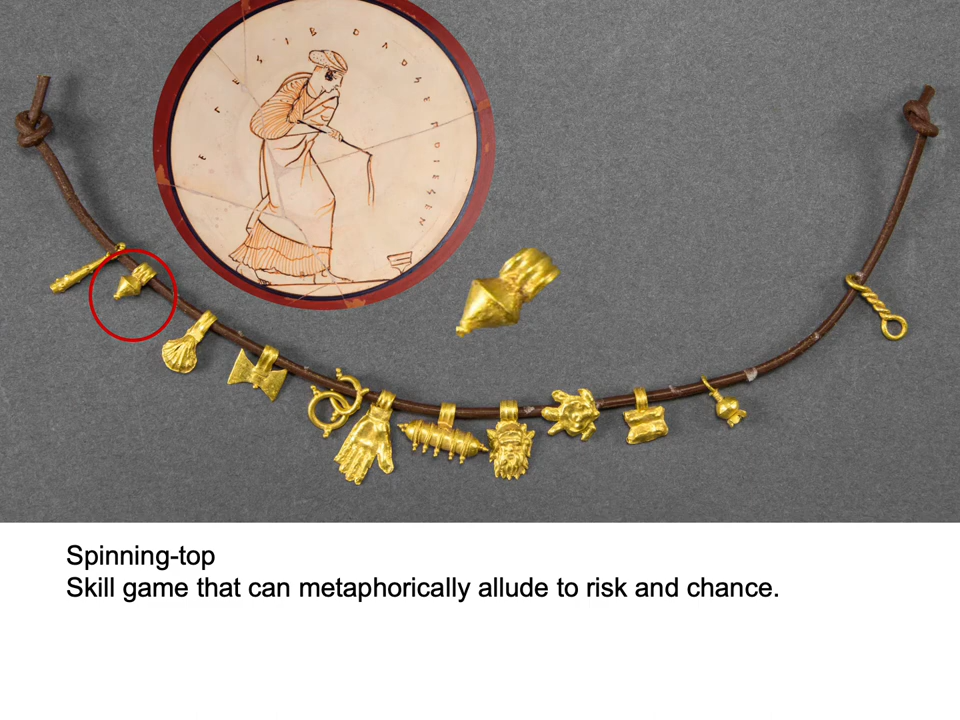 Spinning-top
Skill game that can metaphorically allude to risk and chance.